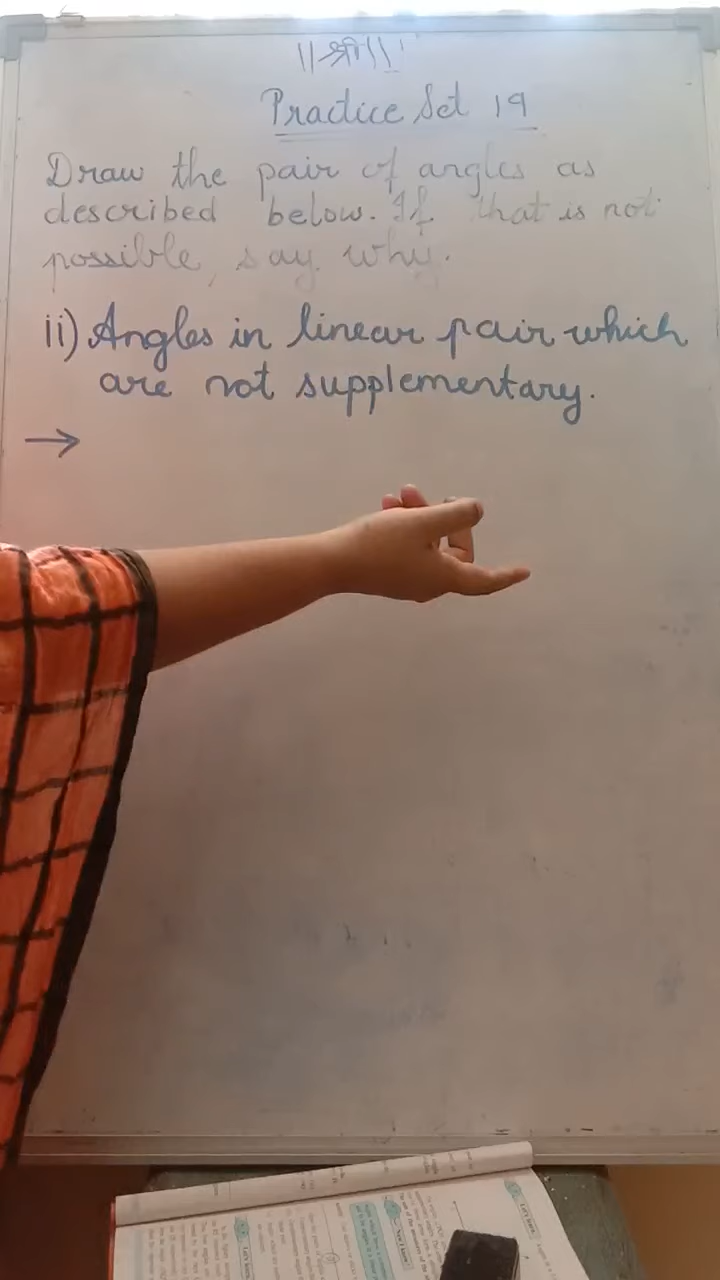 ॥श्री॥
Practice Set 19
Draw the pair of angles as
described below. If that is not
possible, say why.
ii) Angles in linear pair which
are not supplementary.
→